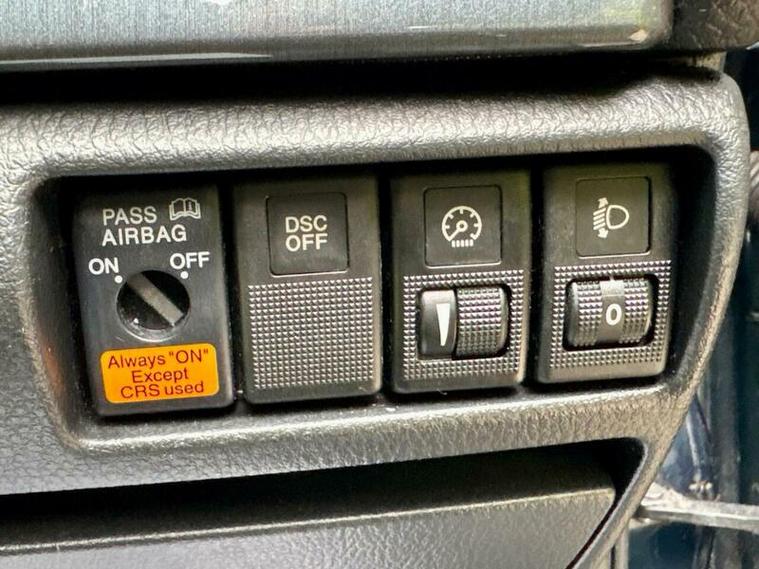 PASS
AIRBAG
ON OFF
Always "ON"
Except
CRS used
DSC
OFF
0